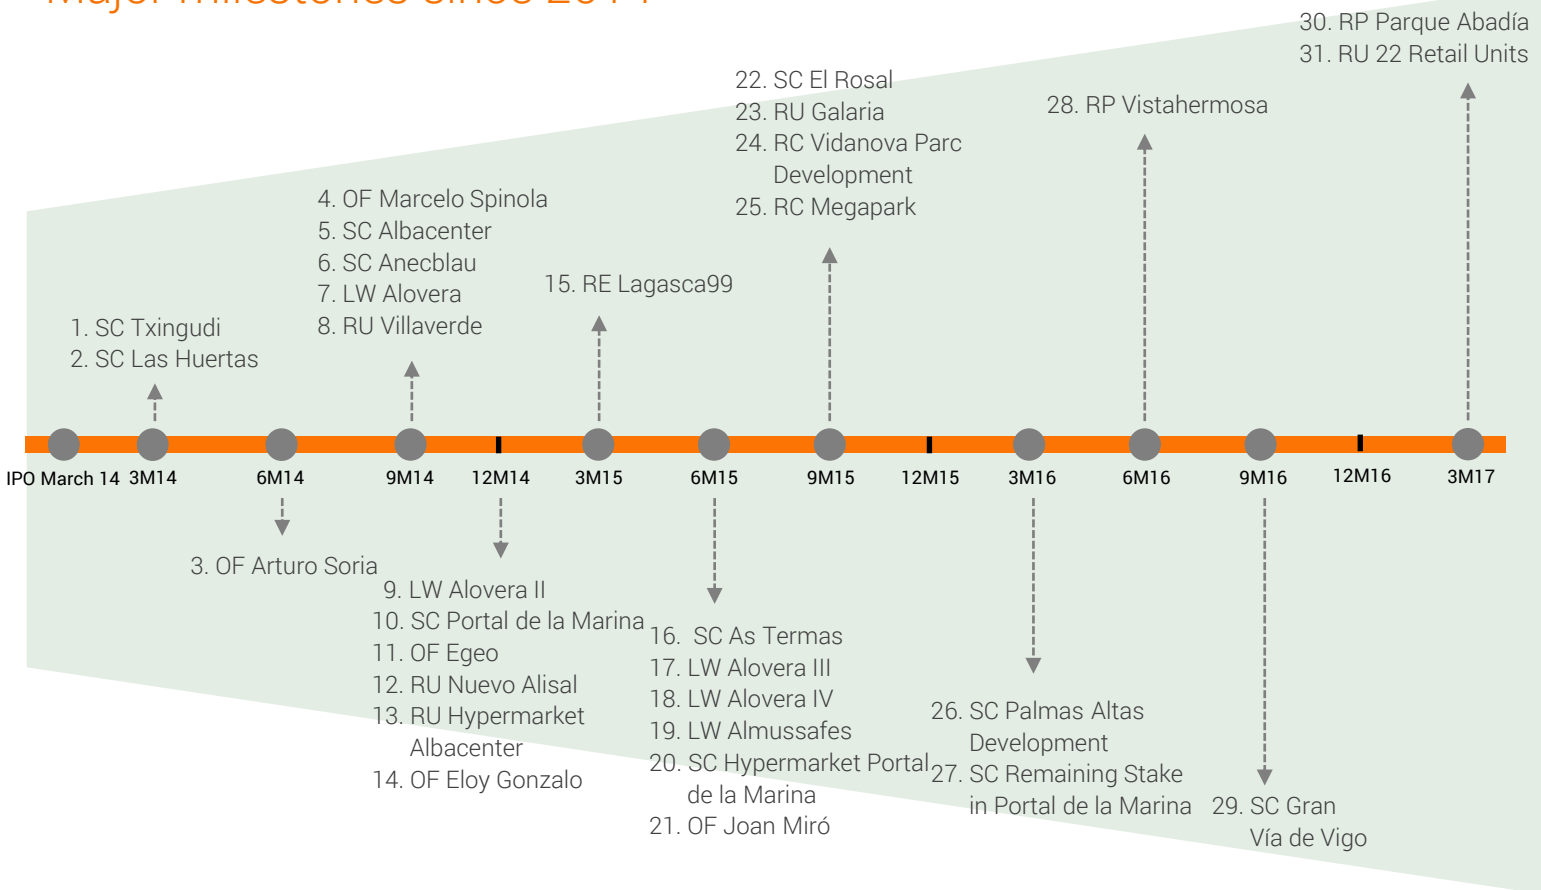 Major milestones since 2014
30. RP Parque Abadía
31. RU 22 Retail Units
22. SC El Rosal
23. RU Galaria
24. RC Vidanova Parc
Development
25. RC Megapark
28. RP Vistahermosa
4. OF Marcelo Spinola
5. SC Albacenter
6. SC Anecblau
7. LW Alovera
8. RU Villaverde
15. RE Lagasca99
1. SC Txingudi
2. SC Las Huertas
IPO March 14 3M14 6M14 9M14 12M14 3M15 6M15 9M15 12M15 3M16 6M16 9M16 12M16 3M17
3. OF Arturo Soria
9. LW Alovera II
10. SC Portal de la Marina
11. OF Egeo
12. RU Nuevo Alisal
13. RU Hypermarket
Albacenter
14. OF Eloy Gonzalo
16. SC As Termas
17. LW Alovera III
18. LW Alovera IV
19. LW Almussafes
20. SC Hypermarket Portal
de la Marina
21. OF Joan Miró
26. SC Palmas Altas
Development
27. SC Remaining Stake
in Portal de la Marina
29. SC Gran
Vía de Vigo